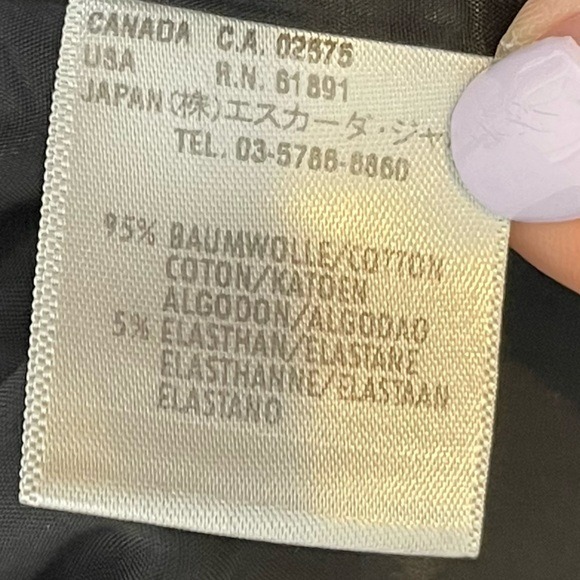 CANADA C.A. 02575
USA R.N. 61891
JAPAN (株)エスカーダ・ジャ
TEL. 03-5786-8860
95% BAUMWOLLE/COTTON
COTON/KATOEN
ALGODON/ALGODAO
5% ELASTHAN/ELASTANE
ELASTHANNE/ELASTAAN
ELASTANO